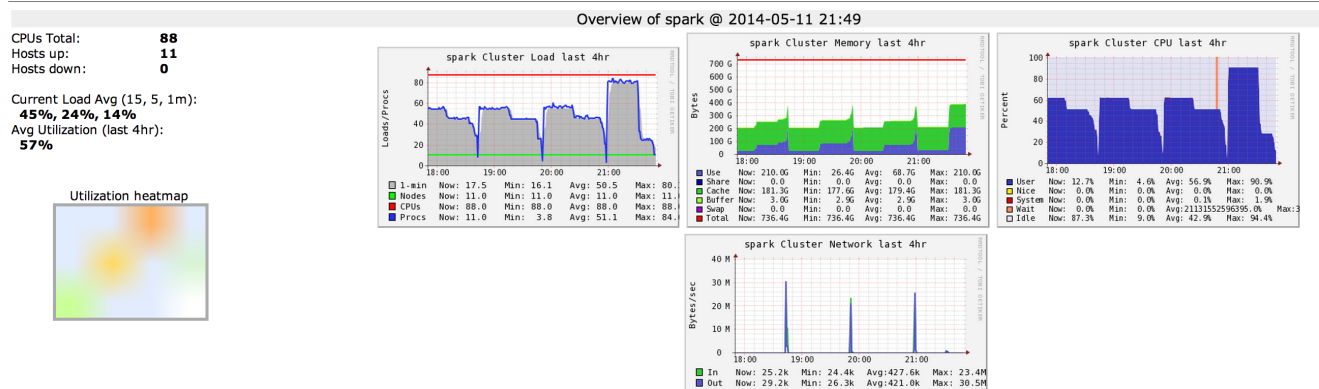 Overview of spark @ 2014-05-11 21:49
CPUs Total: 88
Hosts up: 11
Hosts down: 0
Current Load Avg (15, 5, 1m):
45%, 24%, 14%
Avg Utilization (last 4hr):
57%
Utilization heatmap
spark Cluster Load last 4hr
RRDTOOL / TOBI OETIKER
Loads/Procs
80
60
40
20
0
18:00 19:00 20:00 21:00
1-min Now: 17.5 Min: 16.1 Avg: 50.5 Max: 80.
Nodes Now: 11.0 Min: 11.0 Avg: 11.0 Max: 11.
CPUs Now: 88.0 Min: 88.0 Avg: 88.0 Max: 88.
Procs Now: 11.0 Min: 3.8 Avg: 51.1 Max: 84.
spark Cluster Memory last 4hr
RRDTOOL / TOBI OETIKER
Bytes
700 G
600 G
500 G
400 G
300 G
200 G
100 G
0
18:00 19:00 20:00 21:00
Use Now: 210.0G Min: 26.4G Avg: 68.7G Max: 210.0G
Share Now: 0.0 Min: 0.0 Avg: 0.0 Max: 0.0
Cache Now: 181.3G Min: 177.6G Avg: 179.4G Max: 181.3G
Buffer Now: 3.0G Min: 2.9G Avg: 2.9G Max: 3.0G
Swap Now: 0.0 Min: 0.0 Avg: 0.0 Max: 0.0
Total Now: 736.4G Min: 736.4G Avg: 736.4G Max: 736.4G
spark Cluster CPU last 4hr
RRDTOOL / TOBI OETIKER
Percent
100
80
60
40
20
0
18:00 19:00 20:00 21:00
User Now: 12.7% Min: 4.6% Avg: 56.9% Max: 90.9%
Nice Now: 0.0% Min: 0.0% Avg: 0.0% Max: 0.0%
System Now: 0.0% Min: 0.0% Avg: 0.1% Max: 1.9%
Wait Now: 0.0% Min: 0.0% Avg:21131552596395.0% Max:3
Idle Now: 87.3% Min: 9.0% Avg: 42.9% Max: 94.4%
spark Cluster Network last 4hr
RRDTOOL / TOBI OETIKER
Bytes/sec
40 M
30 M
20 M
10 M
0
18:00 19:00 20:00 21:00
In Now: 25.2k Min: 24.4k Avg:427.6k Max: 23.4M
Out Now: 29.2k Min: 26.3k Avg:421.0k Max: 30.5M